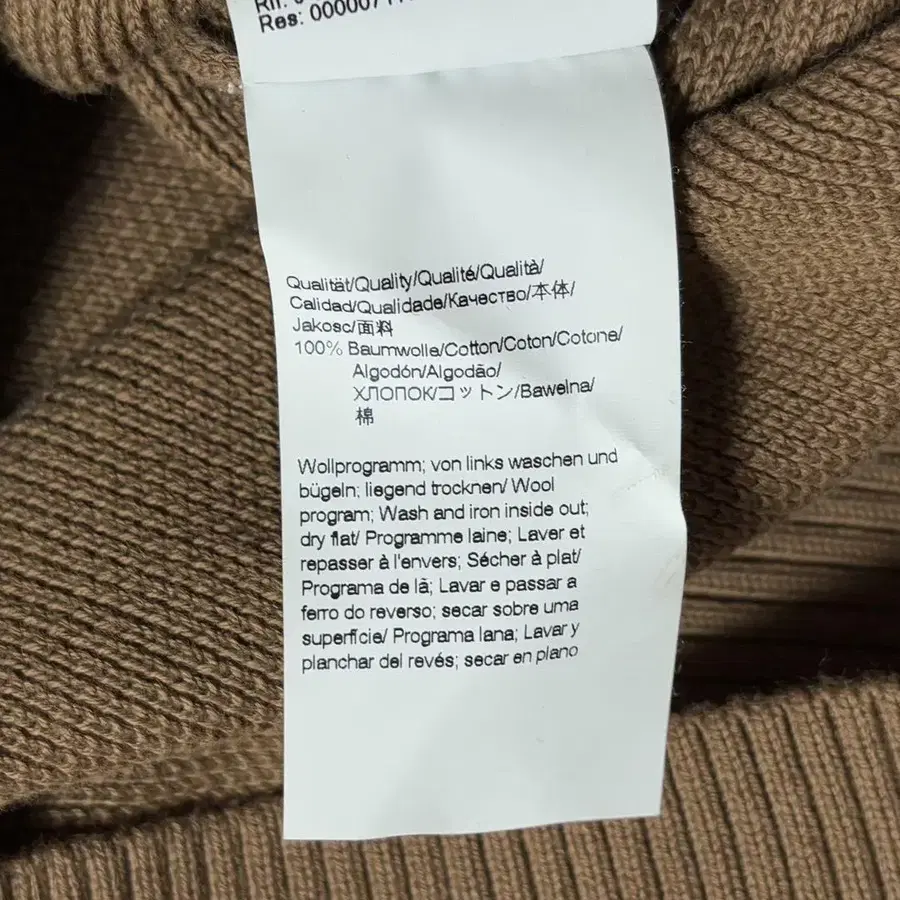 Res:
Qualität/Quality/Qualité/Qualità/
Calidad/Qualidade/Качество/本体/
Jakosc/面料
100% Baumwolle/Cotton/Coton/Cotone/
Algodón/Algodão/
ХЛОПОК/コットン/Bawelna/
棉
Wollprogramm; von links waschen und
bügeln; liegend trocknen/ Wool
program; Wash and iron inside out;
dry flat/ Programme laine; Laver et
repasser à l'envers; Sécher à plat/
Programa de lã; Lavar e passar a
ferro do reverso; secar sobre uma
superfície/ Programa lana; Lavar y
planchar del revés; secar en plano